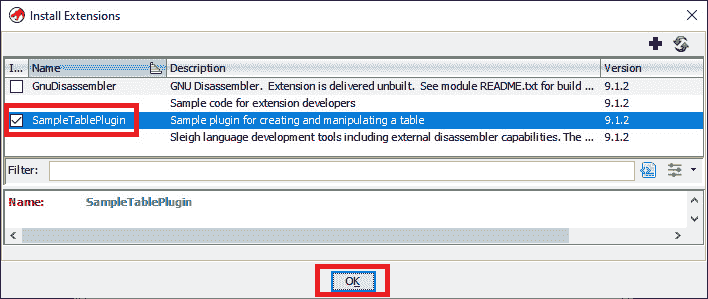 Install Extensions
I... Name Description Version
GnuDisassembler GNU Disassembler. Extension is delivered unbuilt. See module README.txt for build ... 9.1.2
Sample code for extension developers 9.1.2
SampleTablePlugin Sample plugin for creating and manipulating a table 9.1.2
Sleigh language development tools including external disassembler capabilities. The ... 9.1.2
Filter:
Name: SampleTablePlugin
OK